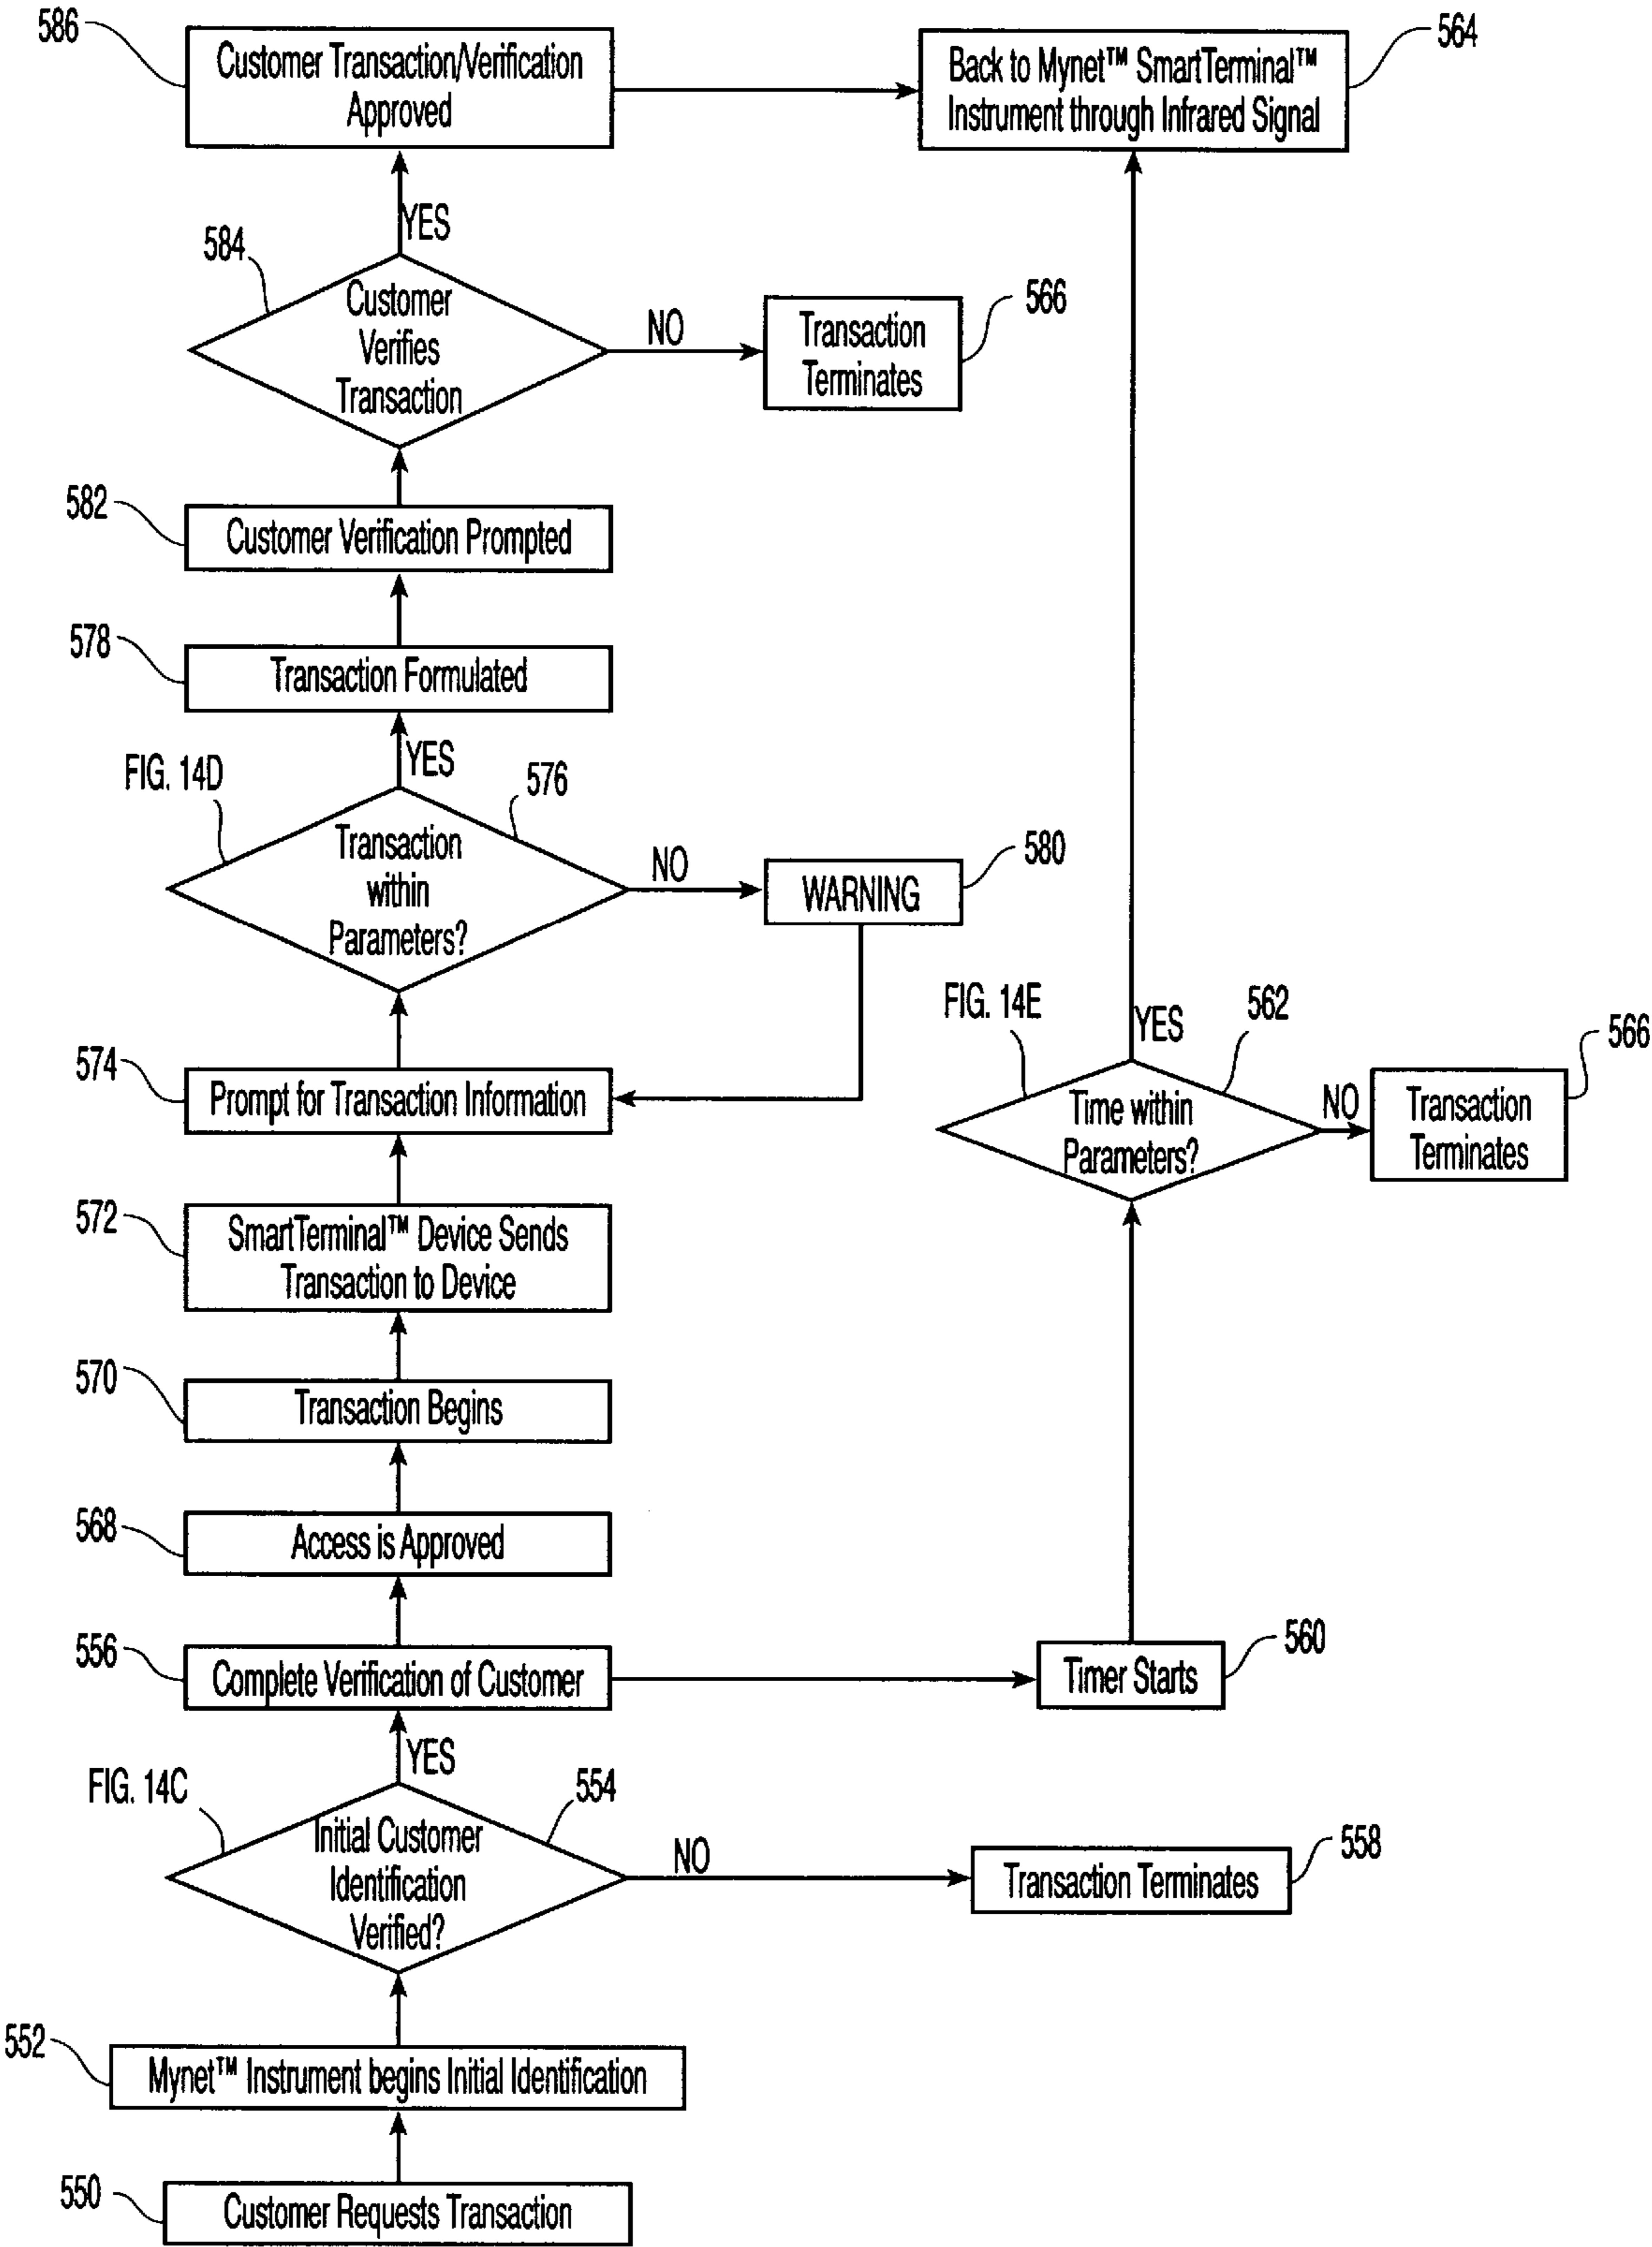 586
Customer Transaction/Verification
Approved
564
Back to Mynet™ SmartTerminal™
Instrument through Infrared Signal
YES
584
Customer
Verifies
Transaction
NO
566
Transaction
Terminates
582
Customer Verification Prompted
578
Transaction Formulated
YES
FIG. 14D
576
Transaction
within
Parameters?
NO
580
WARNING
574
Prompt for Transaction Information
FIG. 14E
562
YES
Time within
Parameters?
NO
566
Transaction
Terminates
572
SmartTerminal™ Device Sends
Transaction to Device
570
Transaction Begins
568
Access is Approved
556
Complete Verification of Customer
560
Timer Starts
YES
FIG. 14C
554
Initial Customer
Identification
Verified?
NO
558
Transaction Terminates
552
Mynet™ Instrument begins Initial Identification
550
Customer Requests Transaction